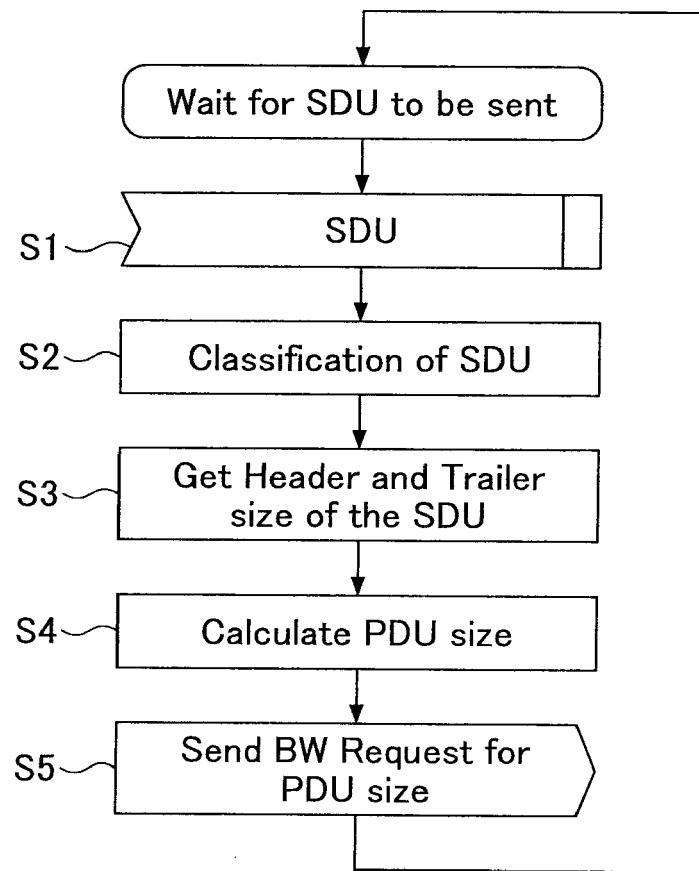 Wait for SDU to be sent
S1
SDU
S2
Classification of SDU
S3
Get Header and Trailer
size of the SDU
S4
Calculate PDU size
S5
Send BW Request for
PDU size